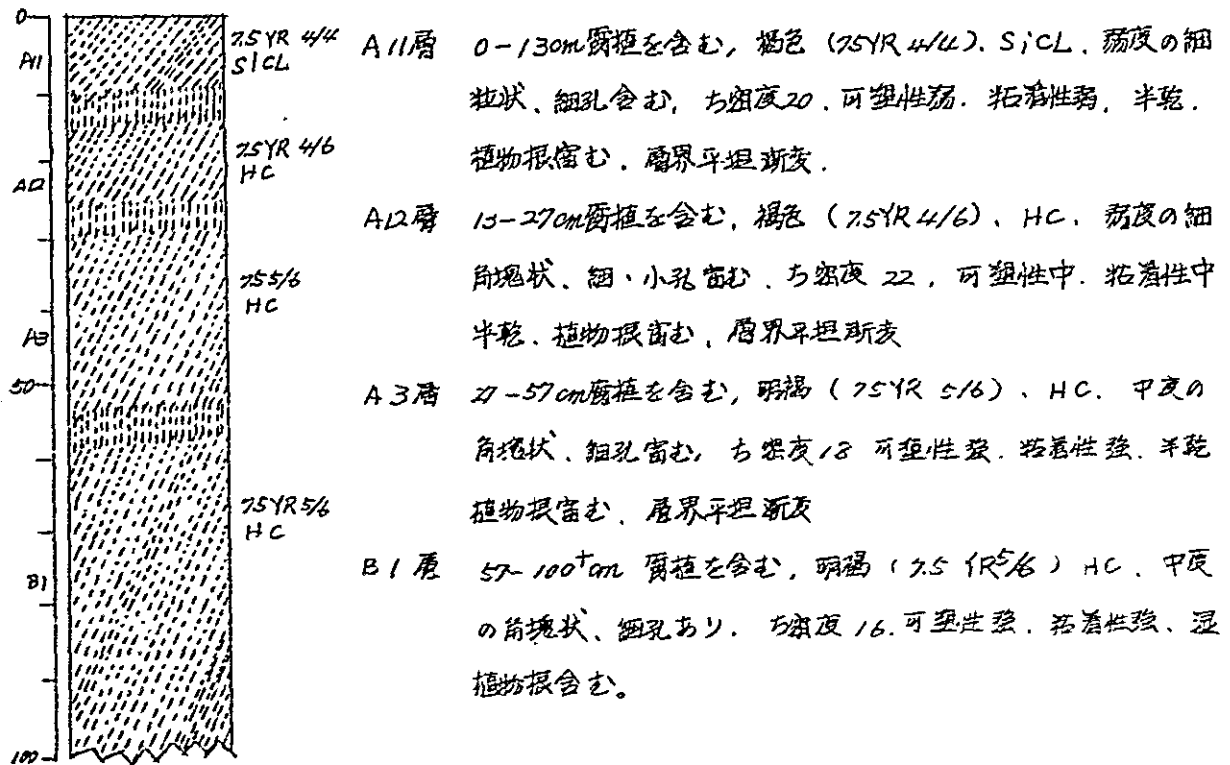 0
A11
A12
A3
50
B1
100
7.5YR 4/4
SiCL
7.5YR 4/6
HC
7.5 5/6
HC
7.5YR 5/6
HC
A11層 0-13cm腐植を含む, 褐色 (7.5YR 4/4). SiCL. 弱度の細
粒状、細孔含む, ち密度20. 可塑性弱. 粘着性弱, 半乾.
植物根富む. 層界平坦漸変.
A12層 13-27cm腐植を含む, 褐色 (7.5YR 4/6)、HC. 弱度の細
角塊状、細・小孔富む、ち密度 22, 可塑性中. 粘着性中
半乾. 植物根富む, 層界平坦漸変
A3層 27-57cm腐植を含む, 明褐 (7.5YR 5/6)、HC. 中度の
角塊状、細孔富む, ち密度18 可塑性強. 粘着性強. 半乾
植物根富む、層界平坦漸変
B1層 57-100⁺cm 腐植を含む, 明褐 (7.5YR 5/6) HC. 中度
の角塊状、細孔あり. ち密度 16. 可塑性強. 粘着性強、湿
植物根含む。